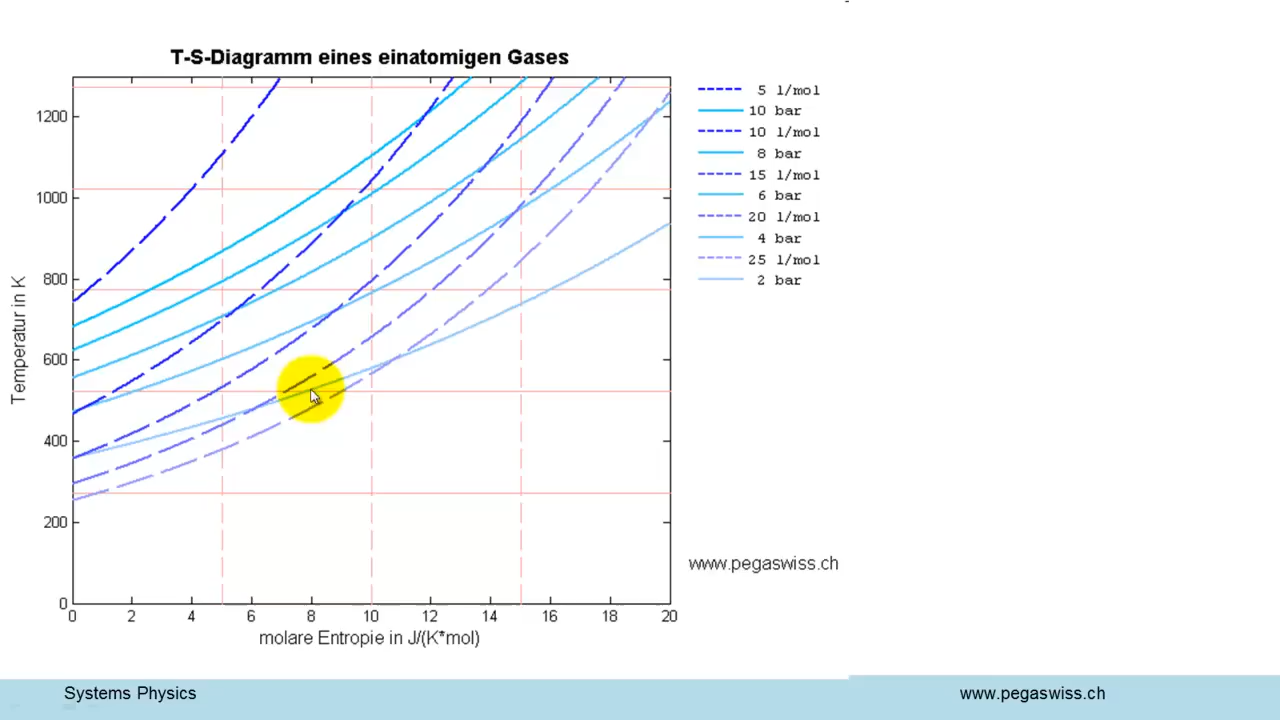 T-S-Diagramm eines einatomigen Gases
5 l/mol
10 bar
10 l/mol
8 bar
15 l/mol
6 bar
20 l/mol
4 bar
25 l/mol
2 bar
Temperatur in K
1200
1000
800
600
400
200
0
0 2 4 6 8 10 12 14 16 18 20
molare Entropie in J/(K*mol)
www.pegaswiss.ch
Systems Physics
www.pegaswiss.ch